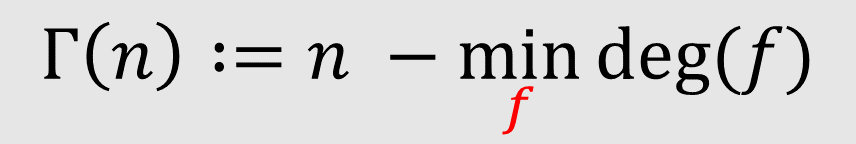 Γ(n) := n − min deg(f)
f